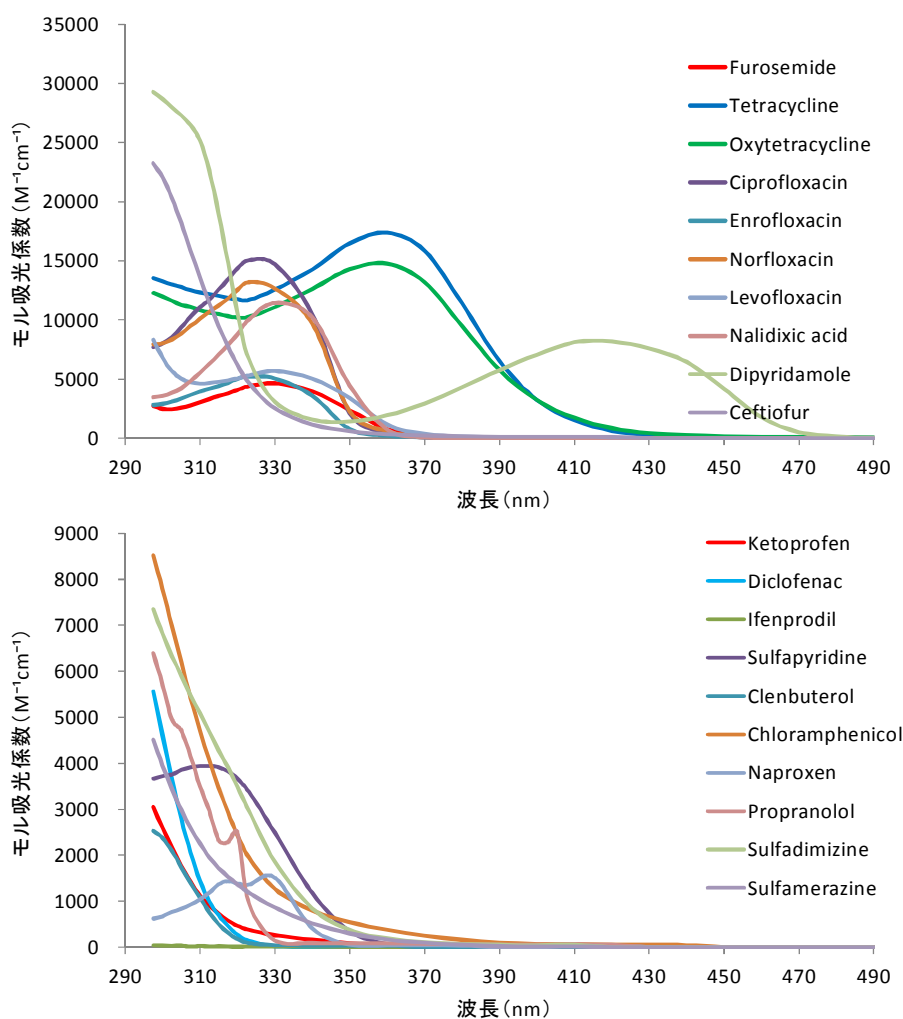 35000
30000
25000
20000
15000
10000
5000
0
モル吸光係数(M⁻¹cm⁻¹)
290 310 330 350 370 390 410 430 450 470 490
波長(nm)
Furosemide
Tetracycline
Oxytetracycline
Ciprofloxacin
Enrofloxacin
Norfloxacin
Levofloxacin
Nalidixic acid
Dipyridamole
Ceftiofur
9000
8000
7000
6000
5000
4000
3000
2000
1000
0
モル吸光係数(M⁻¹cm⁻¹)
290 310 330 350 370 390 410 430 450 470 490
波長(nm)
Ketoprofen
Diclofenac
Ifenprodil
Sulfapyridine
Clenbuterol
Chloramphenicol
Naproxen
Propranolol
Sulfadimizine
Sulfamerazine